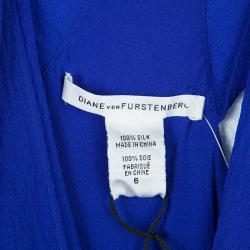 DIANE VON FURSTENBERG
100% SILK
MADE IN CHINA
100% SOIE
FABRIQUÉ
EN CHINE
6